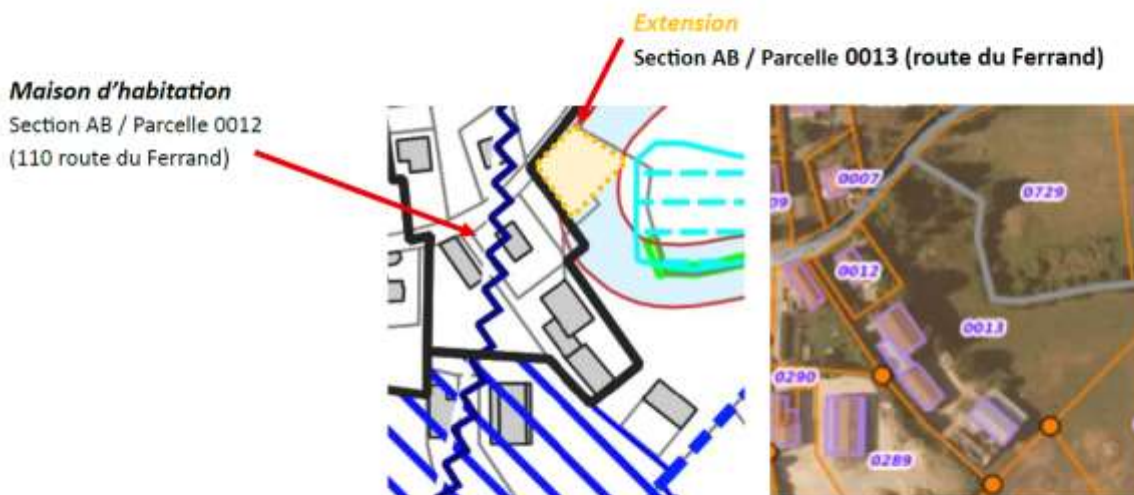 Extension
Section AB / Parcelle 0013 (route du Ferrand)
Maison d’habitation
Section AB / Parcelle 0012
(110 route du Ferrand)
0007
0729
09
0012
0013
0290
0289